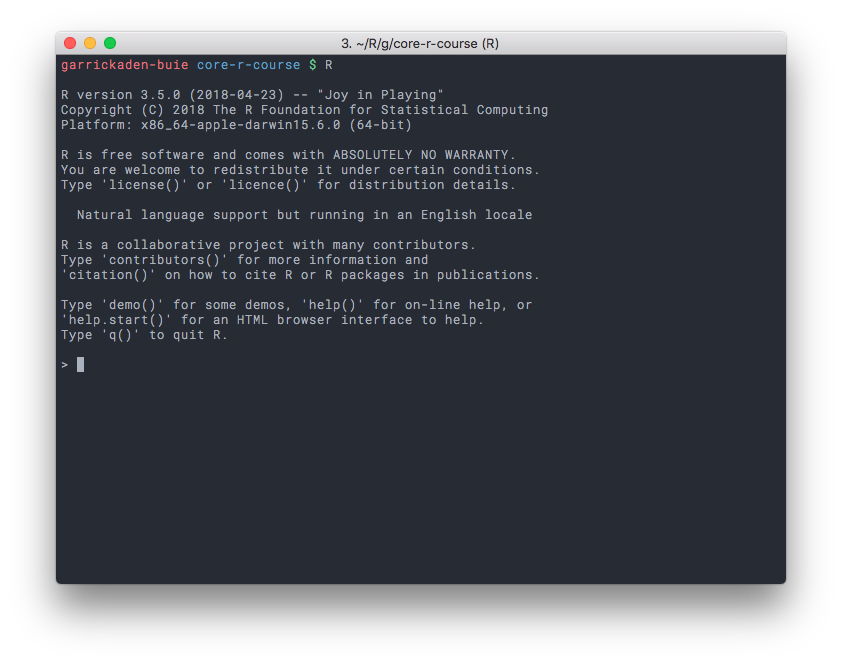 3. ~/R/g/core-r-course (R)
garrickaden-buie core-r-course $ R
R version 3.5.0 (2018-04-23) -- "Joy in Playing"
Copyright (C) 2018 The R Foundation for Statistical Computing
Platform: x86_64-apple-darwin15.6.0 (64-bit)
R is free software and comes with ABSOLUTELY NO WARRANTY.
You are welcome to redistribute it under certain conditions.
Type 'license()' or 'licence()' for distribution details.
Natural language support but running in an English locale
R is a collaborative project with many contributors.
Type 'contributors()' for more information and
'citation()' on how to cite R or R packages in publications.
Type 'demo()' for some demos, 'help()' for on-line help, or
'help.start()' for an HTML browser interface to help.
Type 'q()' to quit R.
>